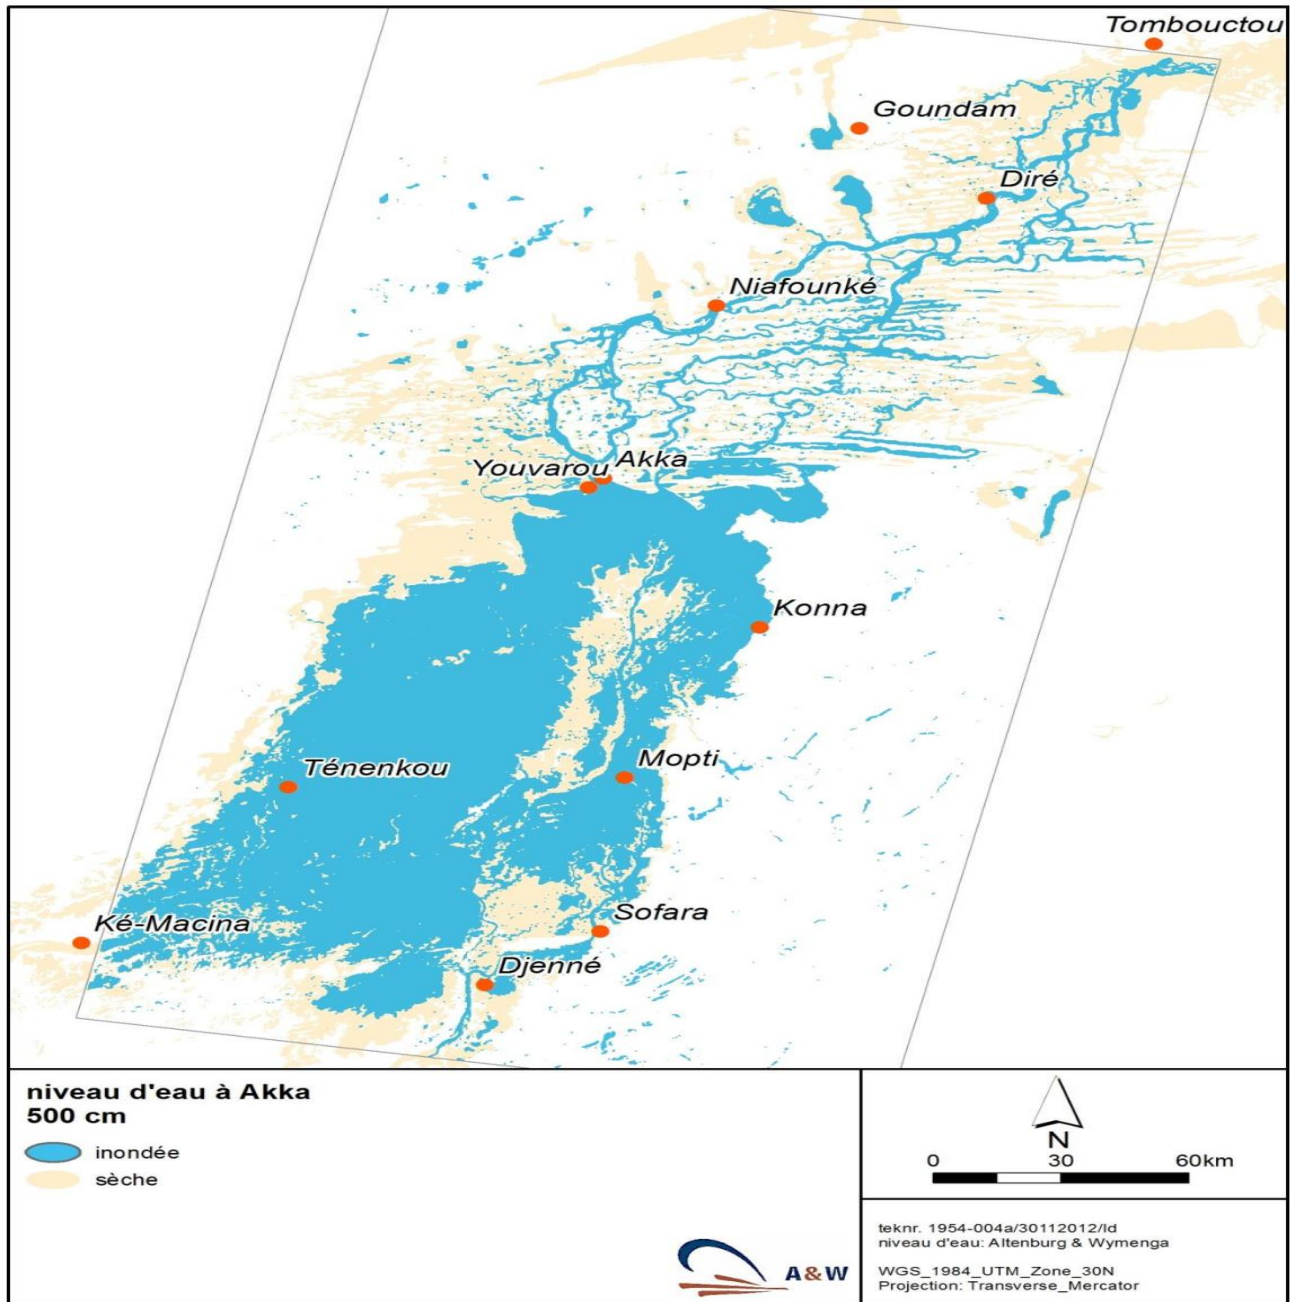 Tombouctou
Goundam
Diré
Niafounké
Youvarou Akka
Konna
Mopti
Ténenkou
Sofara
Ké-Macina
Djenné
niveau d'eau à Akka
500 cm
inondée
sèche
A&W
N
0 30 60km
teknr. 1954-004a/30112012/ld
niveau d'eau: Altenburg & Wymenga
WGS_1984_UTM_Zone_30N
Projection: Transverse_Mercator